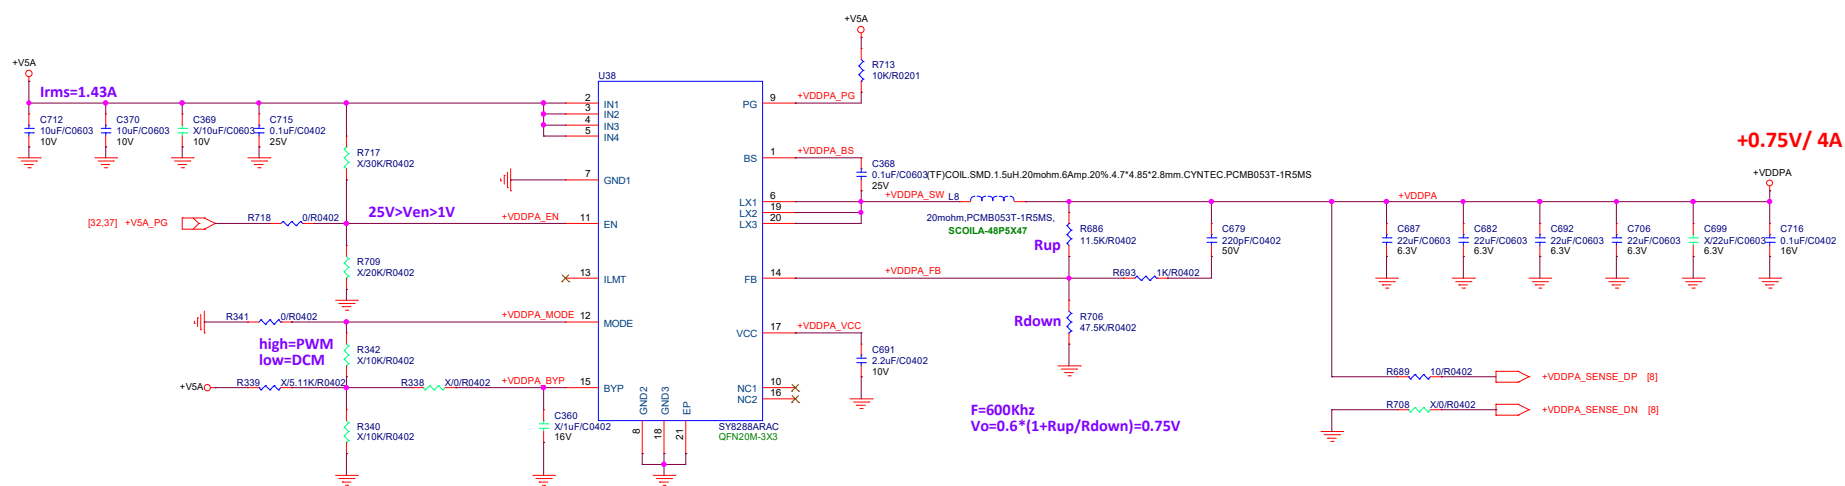 +V5A
Irms=1.43A
C712
10uF/C0603
10V
C370
10uF/C0603
10V
C369
X/10uF/C0603
10V
C715
0.1uF/C0402
25V
R717
X/30K/R0402
[32,37] +V5A_PG
R718
0/R0402
25V>Ven>1V
+VDDPA_EN
R709
X/20K/R0402
R341
0/R0402
+VDDPA_MODE
high=PWM
low=DCM
R342
X/10K/R0402
+V5A
R339
X/5.11K/R0402
R338
X/0/R0402
+VDDPA_BYP
R340
X/10K/R0402
C360
X/1uF/C0402
16V
U38
2 IN1
3 IN2
4 IN3
5 IN4
7 GND1
11 EN
13 ILMT
12 MODE
15 BYP
PG 9
BS 1
LX1 6
LX2 19
LX3 20
FB 14
VCC 17
NC1 10
NC2 16
GND2
GND3
EP
8
18
21
SY8288ARAC
QFN20M-3X3
+V5A
R713
10K/R0201
+VDDPA_PG
+VDDPA_BS
C368
0.1uF/C0603
25V
(TF)COIL.SMD.1.5uH.20mohm.6Amp.20%.4.7*4.85*2.8mm.CYNTEC.PCMB053T-1R5MS
+VDDPA_SW
L8
20mohm,PCMB053T-1R5MS,
SCOILA-48P5X47
Rup
R686
11.5K/R0402
C679
220pF/C0402
50V
+VDDPA_FB
R693
1K/R0402
Rdown
R706
47.5K/R0402
+VDDPA_VCC
C691
2.2uF/C0402
10V
F=600Khz
Vo=0.6*(1+Rup/Rdown)=0.75V
+0.75V/ 4A
+VDDPA
+VDDPA
C687
22uF/C0603
6.3V
C682
22uF/C0603
6.3V
C692
22uF/C0603
6.3V
C706
22uF/C0603
6.3V
C699
X/22uF/C0603
6.3V
C716
0.1uF/C0402
16V
R689
10/R0402
+VDDPA_SENSE_DP [8]
R708
X/0/R0402
+VDDPA_SENSE_DN [8]